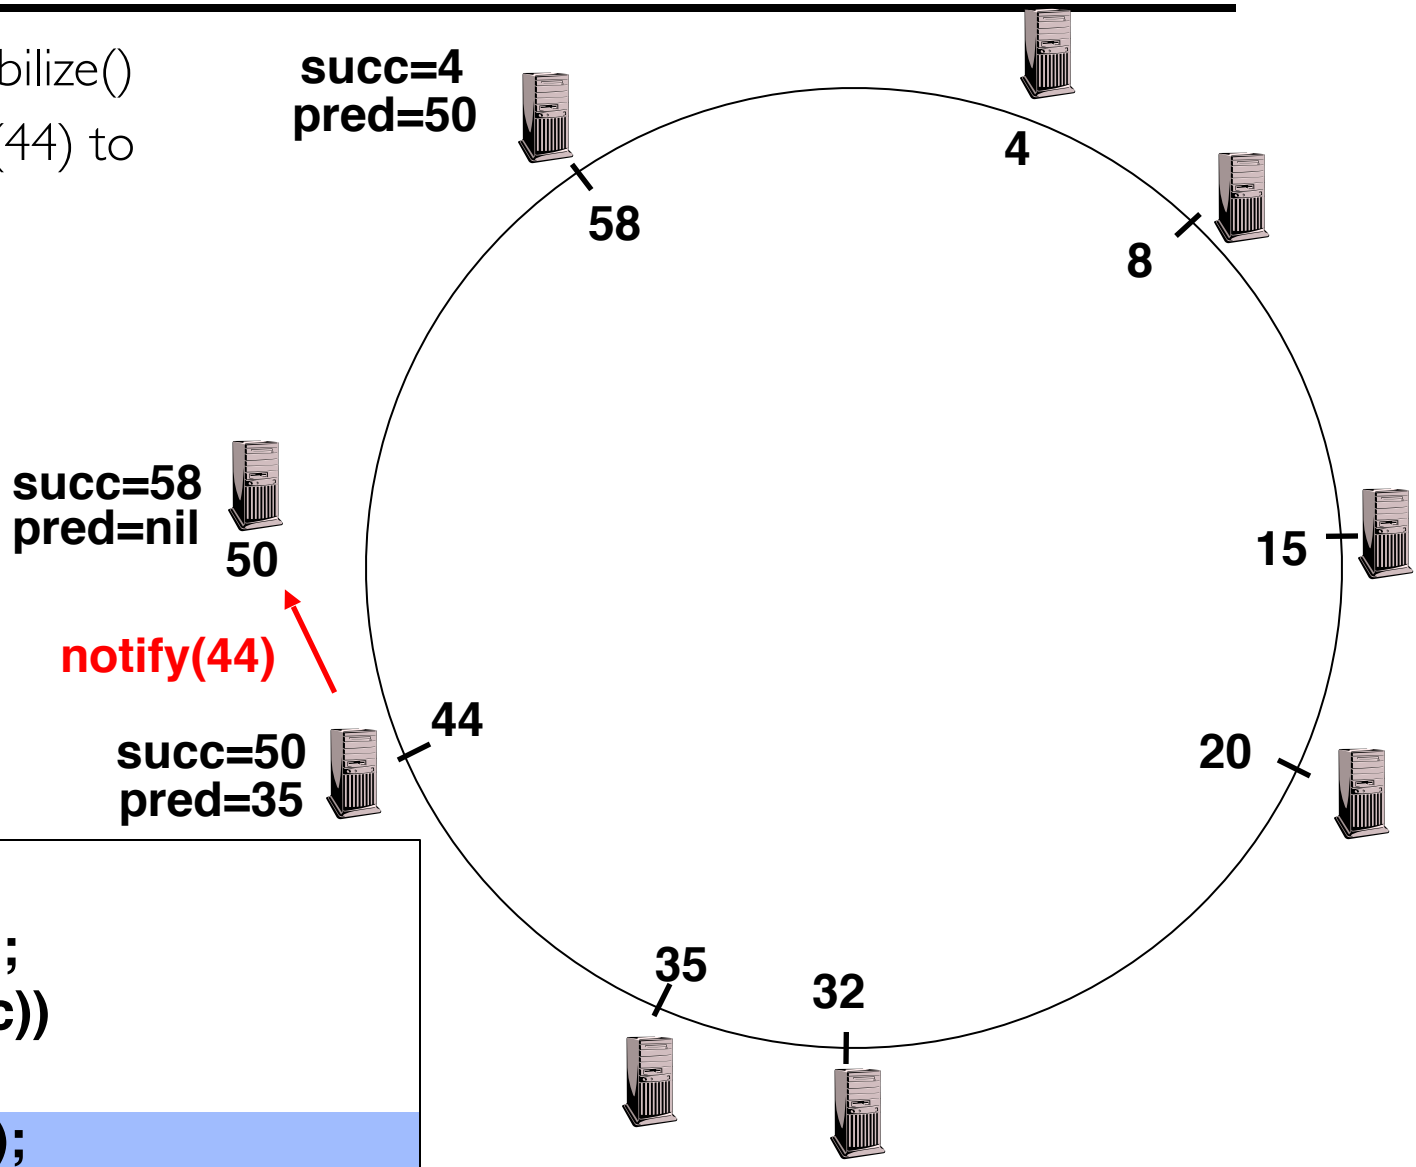 bilize()
(44) to
succ=4
pred=50
4
58
8
succ=58
pred=nil
50
15
notify(44)
44
succ=50
pred=35
20
;
c))
35
32
);